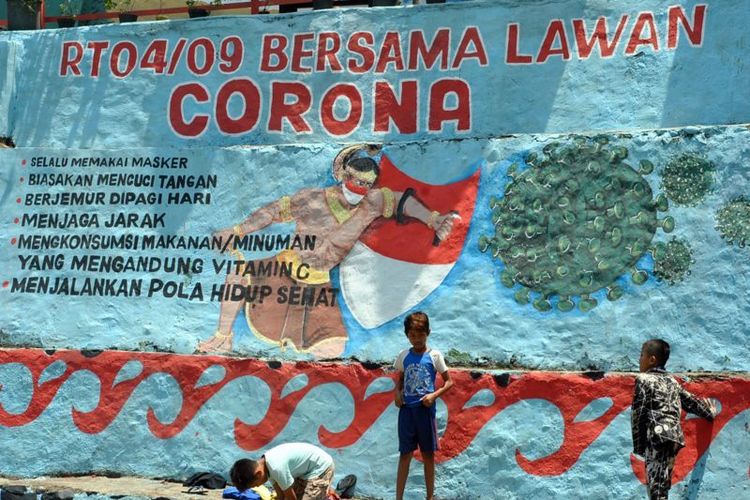 RT04/09 BERSAMA LAWAN
CORONA
• SELALU MEMAKAI MASKER
• BIASAKAN MENCUCI TANGAN
• BERJEMUR DIPAGI HARI
• MENJAGA JARAK
• MENGKONSUMSI MAKANAN/MINUMAN
YANG MENGANDUNG VITAMIN C
• MENJALANKAN POLA HIDUP SEHAT